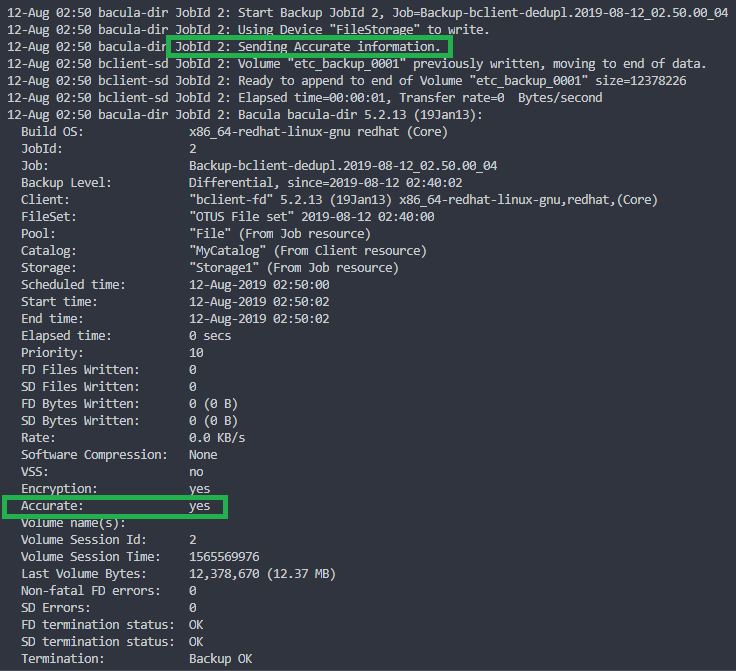 12-Aug 02:50 bacula-dir JobId 2: Start Backup JobId 2, Job=Backup-bclient-dedupl.2019-08-12_02.50.00_04
12-Aug 02:50 bacula-dir JobId 2: Using Device "FileStorage" to write.
12-Aug 02:50 bacula-dir JobId 2: Sending Accurate information.
12-Aug 02:50 bclient-sd JobId 2: Volume "etc_backup_0001" previously written, moving to end of data.
12-Aug 02:50 bclient-sd JobId 2: Ready to append to end of Volume "etc_backup_0001" size=12378226
12-Aug 02:50 bclient-sd JobId 2: Elapsed time=00:00:01, Transfer rate=0  Bytes/second
12-Aug 02:50 bacula-dir JobId 2: Bacula bacula-dir 5.2.13 (19Jan13):
  Build OS:               x86_64-redhat-linux-gnu redhat (Core)
  JobId:                  2
  Job:                    Backup-bclient-dedupl.2019-08-12_02.50.00_04
  Backup Level:           Differential, since=2019-08-12 02:40:02
  Client:                 "bclient-fd" 5.2.13 (19Jan13) x86_64-redhat-linux-gnu,redhat,(Core)
  FileSet:                "OTUS File set" 2019-08-12 02:40:00
  Pool:                   "File" (From Job resource)
  Catalog:                "MyCatalog" (From Client resource)
  Storage:                "Storage1" (From Job resource)
  Scheduled time:         12-Aug-2019 02:50:00
  Start time:             12-Aug-2019 02:50:02
  End time:               12-Aug-2019 02:50:02
  Elapsed time:           0 secs
  Priority:               10
  FD Files Written:       0
  SD Files Written:       0
  FD Bytes Written:       0 (0 B)
  SD Bytes Written:       0 (0 B)
  Rate:                   0.0 KB/s
  Software Compression:   None
  VSS:                    no
  Encryption:             yes
  Accurate:               yes
  Volume name(s):
  Volume Session Id:      2
  Volume Session Time:    1565569976
  Last Volume Bytes:      12,378,670 (12.37 MB)
  Non-fatal FD errors:    0
  SD Errors:              0
  FD termination status:  OK
  SD termination status:  OK
  Termination:            Backup OK